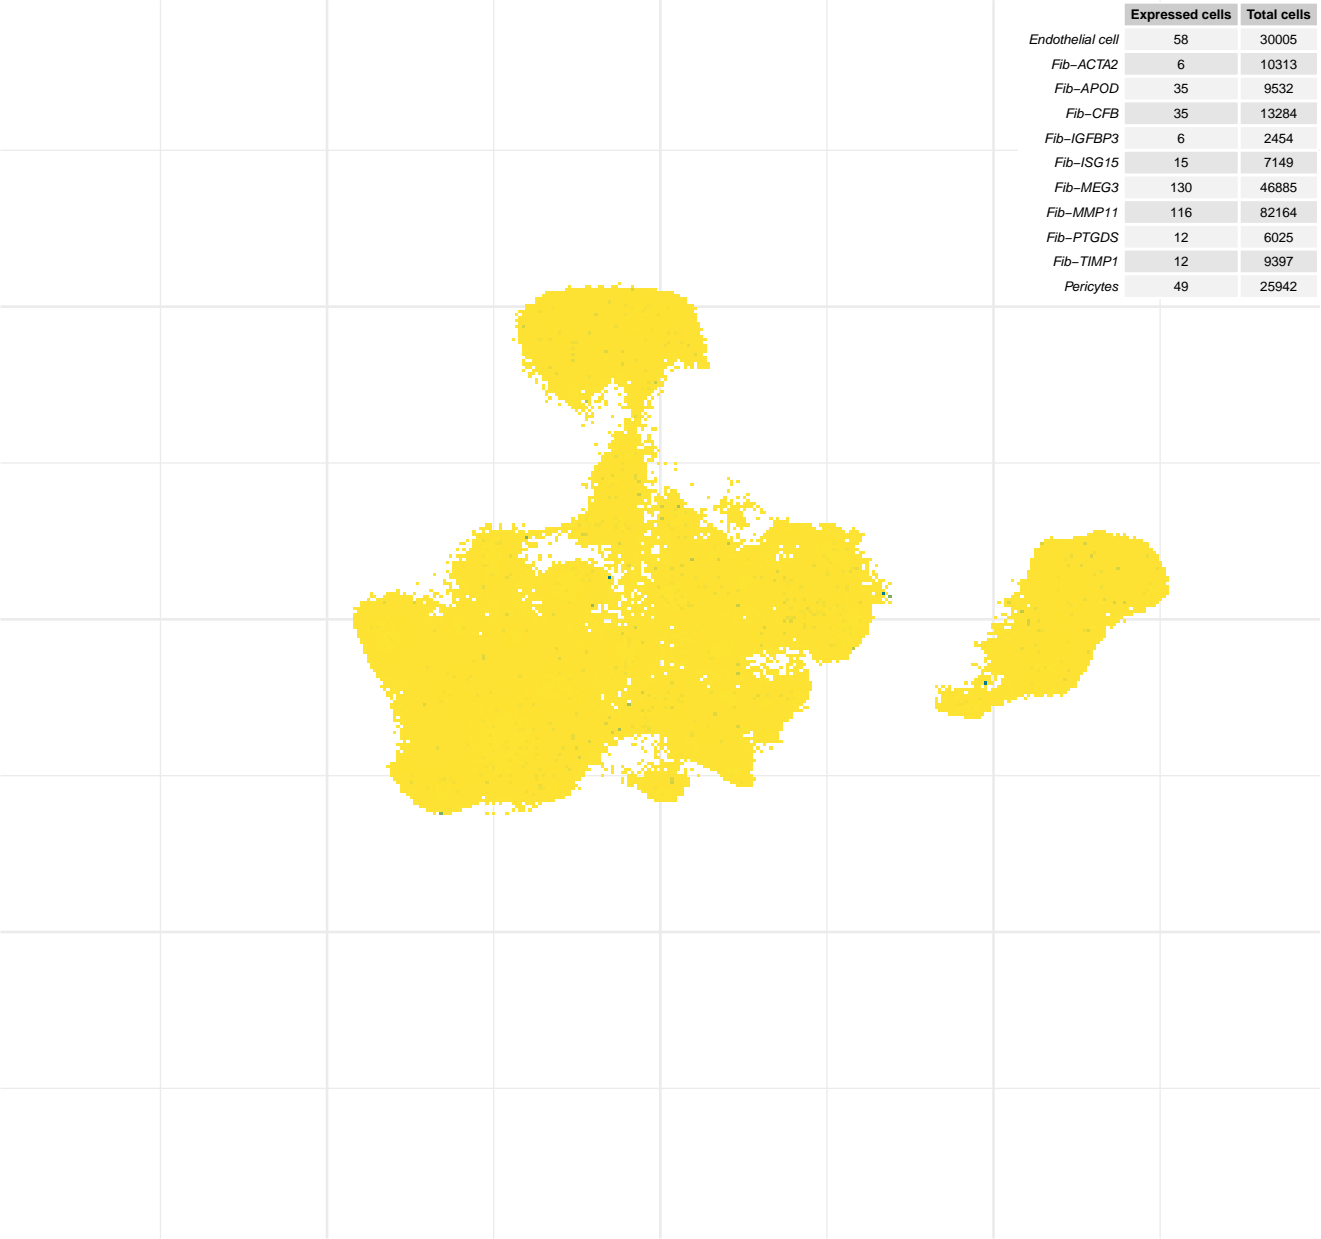 Expressed cells Total cells
Endothelial cell 58 30005
Fib−ACTA2 6 10313
Fib−APOD 35 9532
Fib−CFB 35 13284
Fib−IGFBP3 6 2454
Fib−ISG15 15 7149
Fib−MEG3 130 46885
Fib−MMP11 116 82164
Fib−PTGDS 12 6025
Fib−TIMP1 12 9397
Pericytes 49 25942